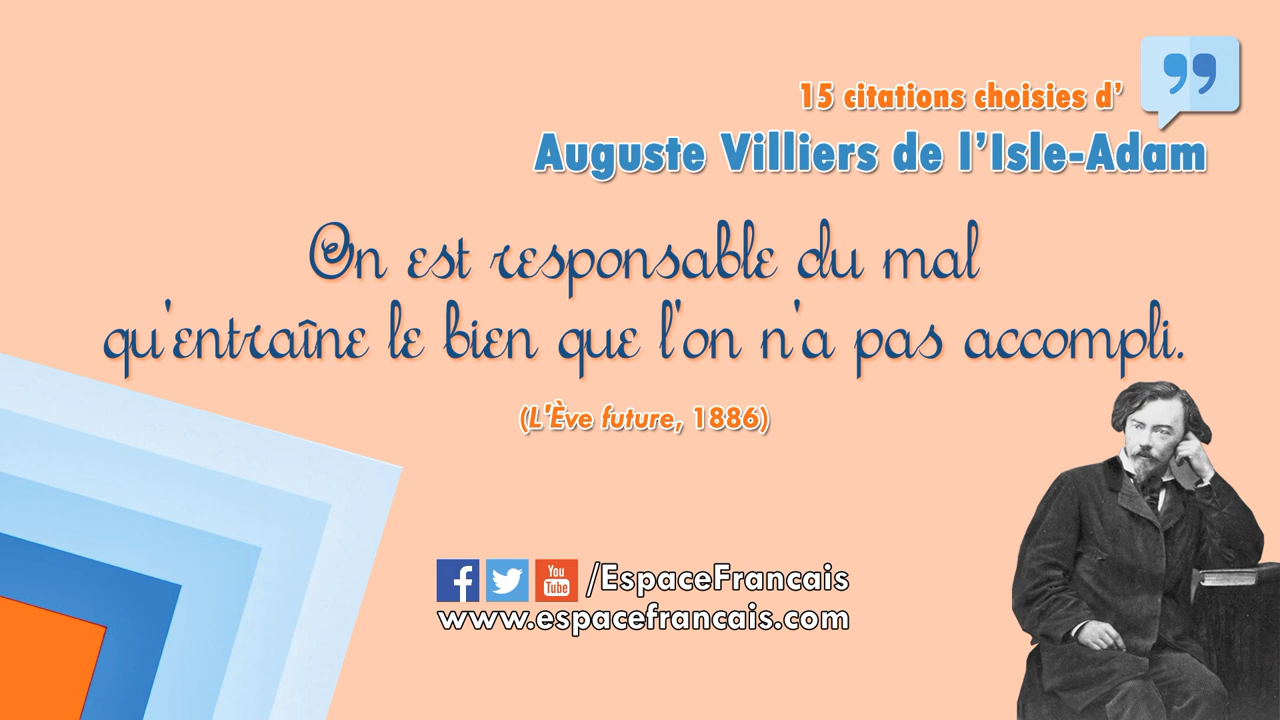 15 citations choisies d’
Auguste Villiers de l’Isle-Adam
On est responsable du mal
qu'entraîne le bien que l'on n'a pas accompli.
(L'Ève future, 1886)
You
Tube
/EspaceFrancais
www.espacefrancais.com